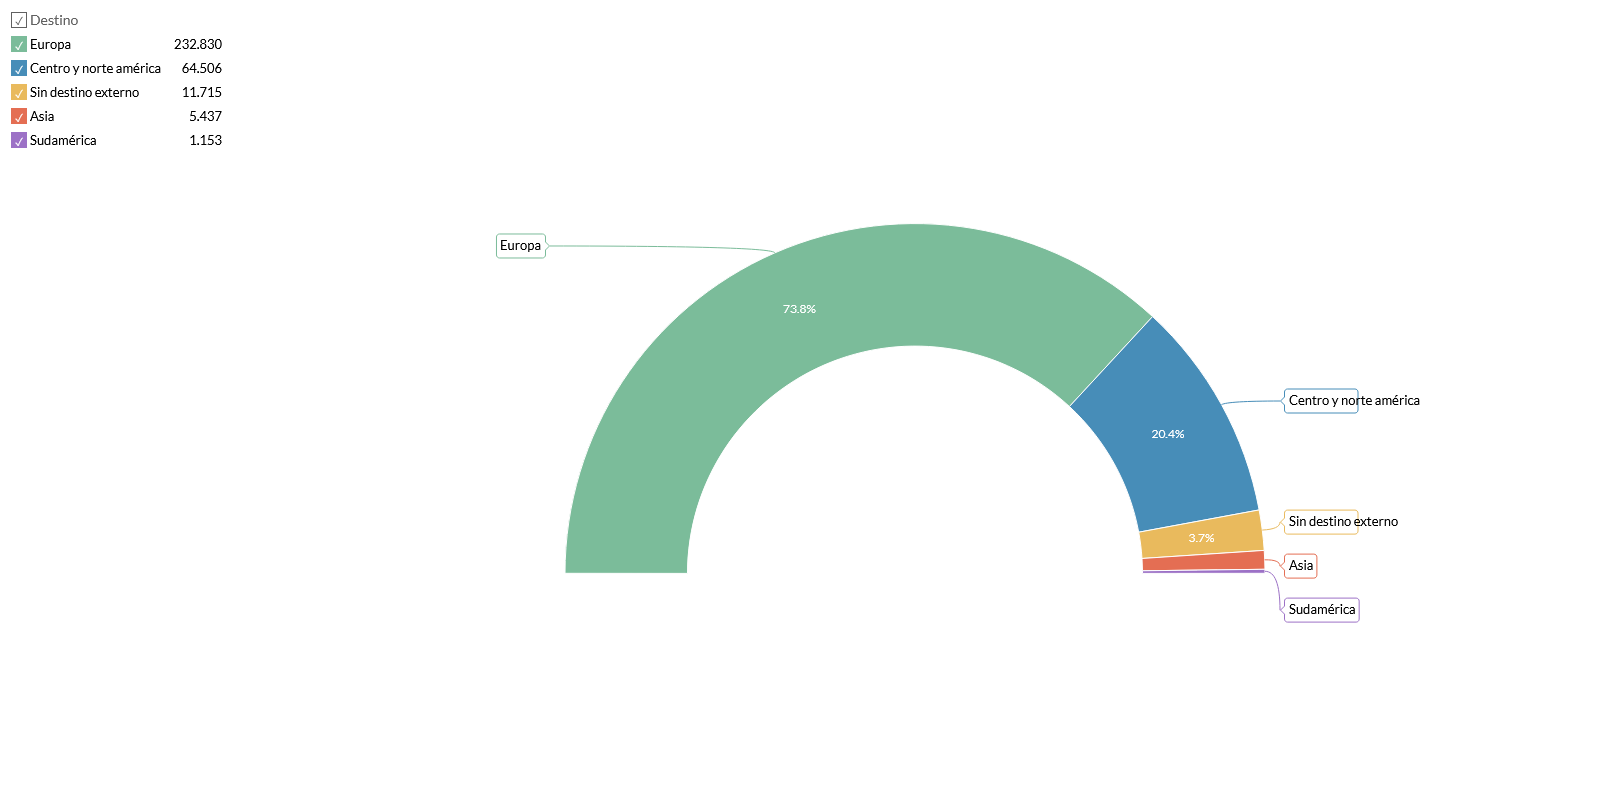 Destino
Europa 232.830
Centro y norte américa 64.506
Sin destino externo 11.715
Asia 5.437
Sudamérica 1.153
Europa
73.8%
Centro y norte américa
20.4%
Sin destino externo
3.7%
Asia
Sudamérica